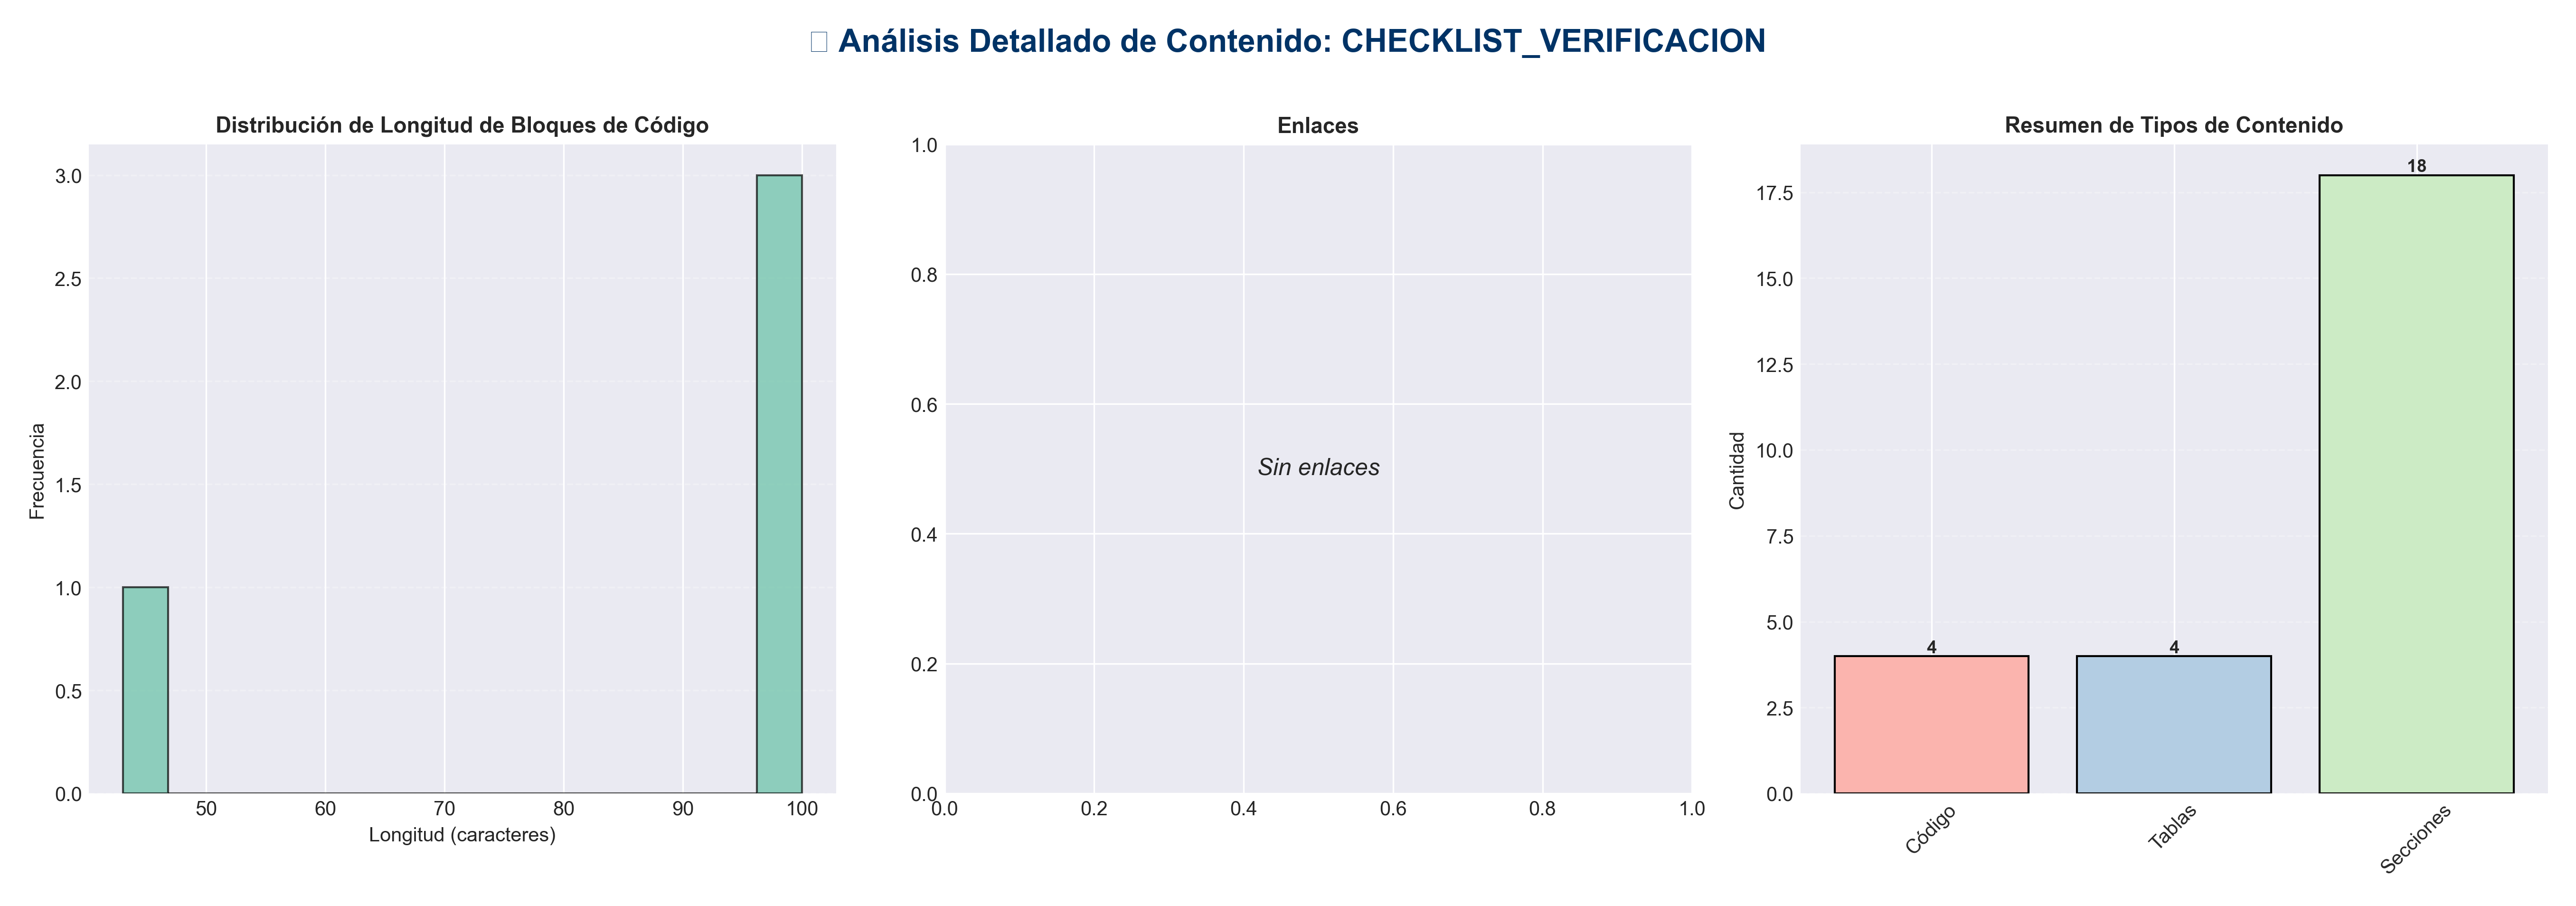 Análisis Detallado de Contenido: CHECKLIST_VERIFICACION
Distribución de Longitud de Bloques de Código
3.0
2.5
2.0
1.5
1.0
0.5
0.0
Frecuencia
50 60 70 80 90 100
Longitud (caracteres)
Enlaces
1.0
0.8
0.6
0.4
0.2
0.0
Sin enlaces
0.0 0.2 0.4 0.6 0.8 1.0
Resumen de Tipos de Contenido
17.5
15.0
12.5
10.0
7.5
5.0
2.5
0.0
Cantidad
4
4
18
Código
Tablas
Secciones